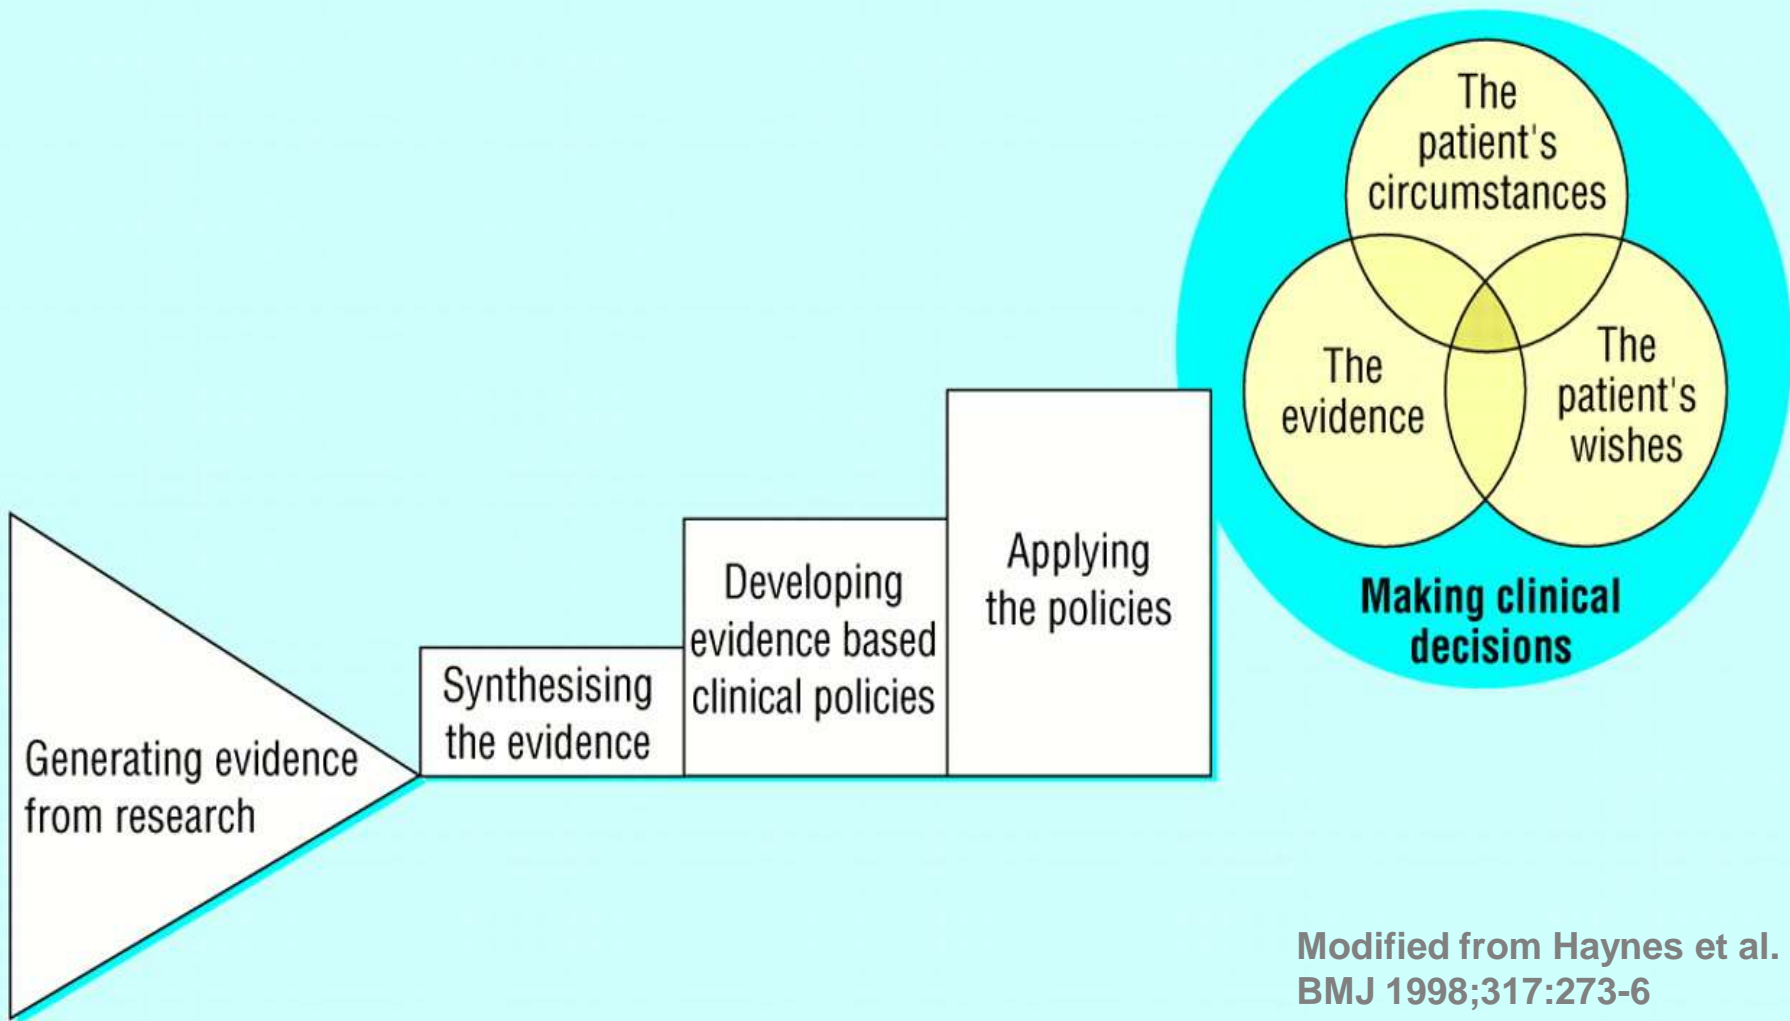 Generating evidence
from research
Synthesising
the evidence
Developing
evidence based
clinical policies
Applying
the policies
The
patient's
circumstances
The
evidence
The
patient's
wishes
Making clinical
decisions
Modified from Haynes et al.
BMJ 1998;317:273-6